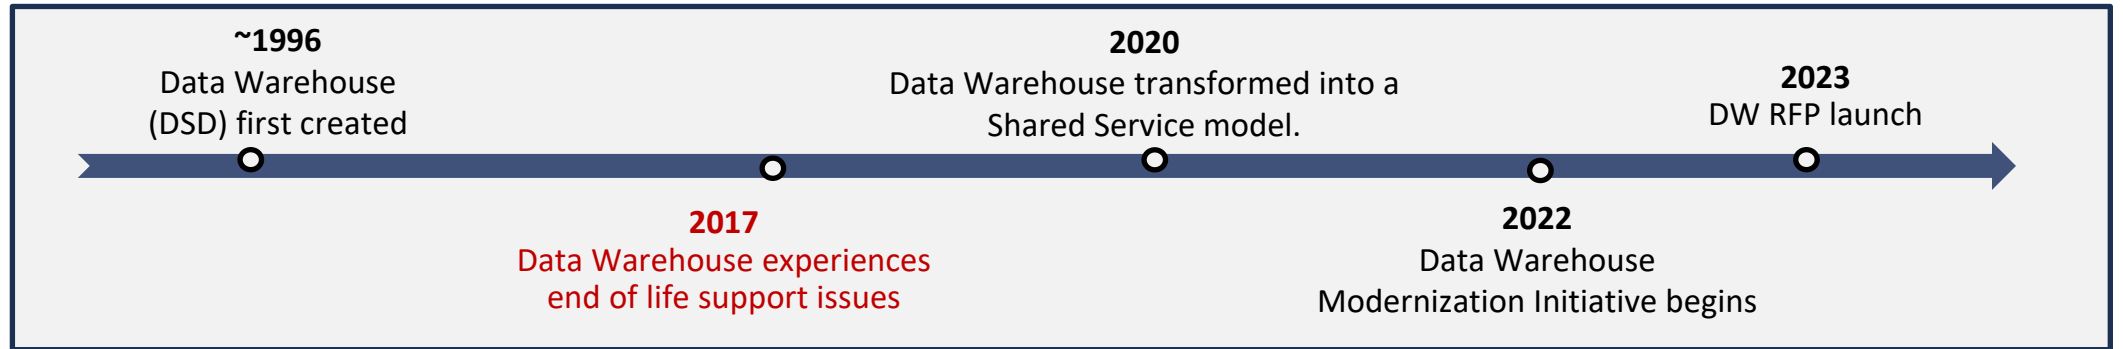 ~1996
Data Warehouse
(DSD) first created
2017
Data Warehouse experiences
end of life support issues
2020
Data Warehouse transformed into a
Shared Service model.
2022
Data Warehouse
Modernization Initiative begins
2023
DW RFP launch